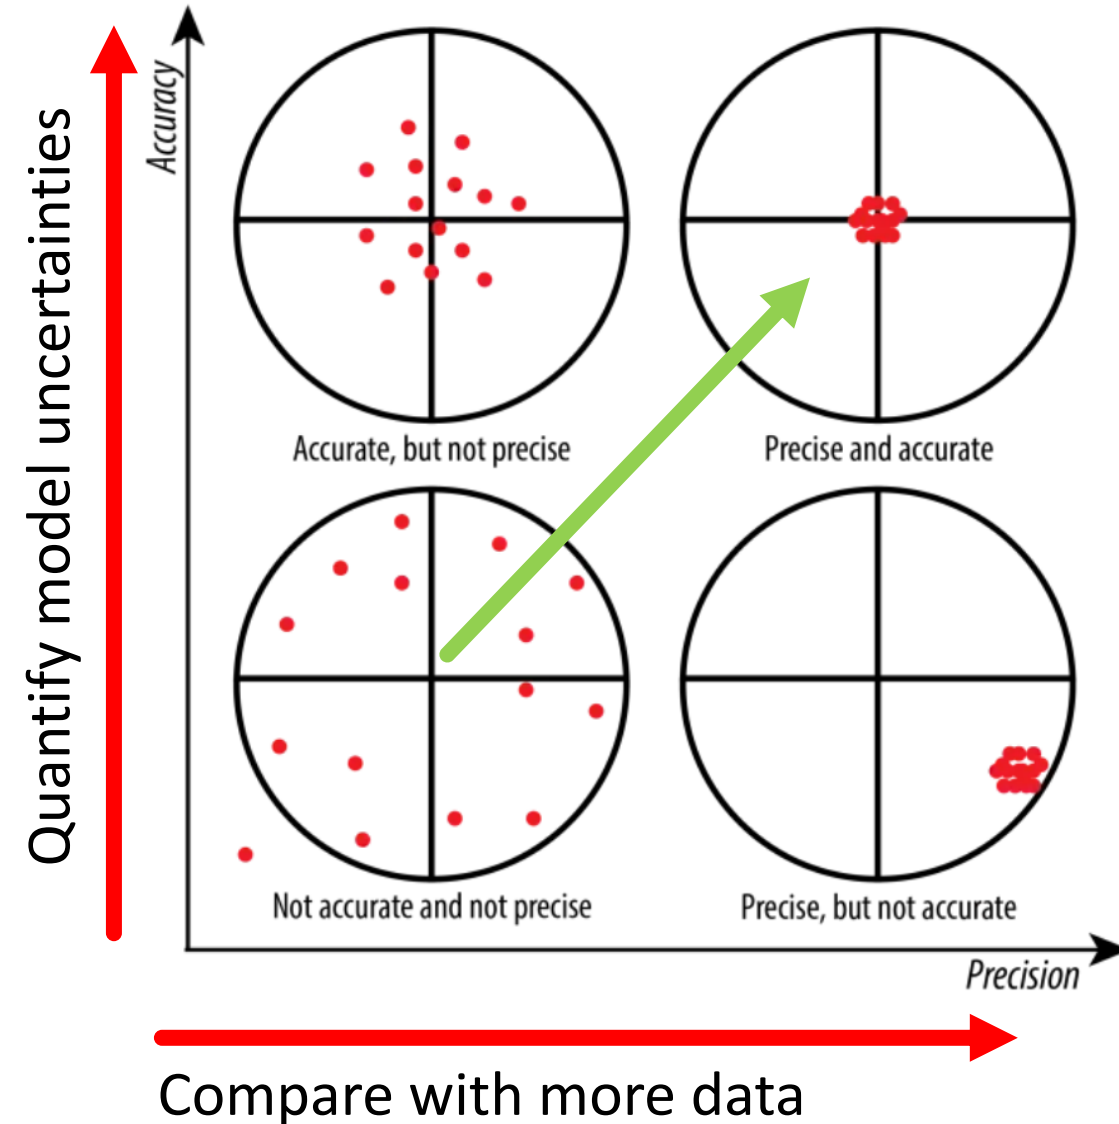 Quantify model uncertainties
Accuracy
Accurate, but not precise
Precise and accurate
Not accurate and not precise
Precise, but not accurate
Precision
Compare with more data